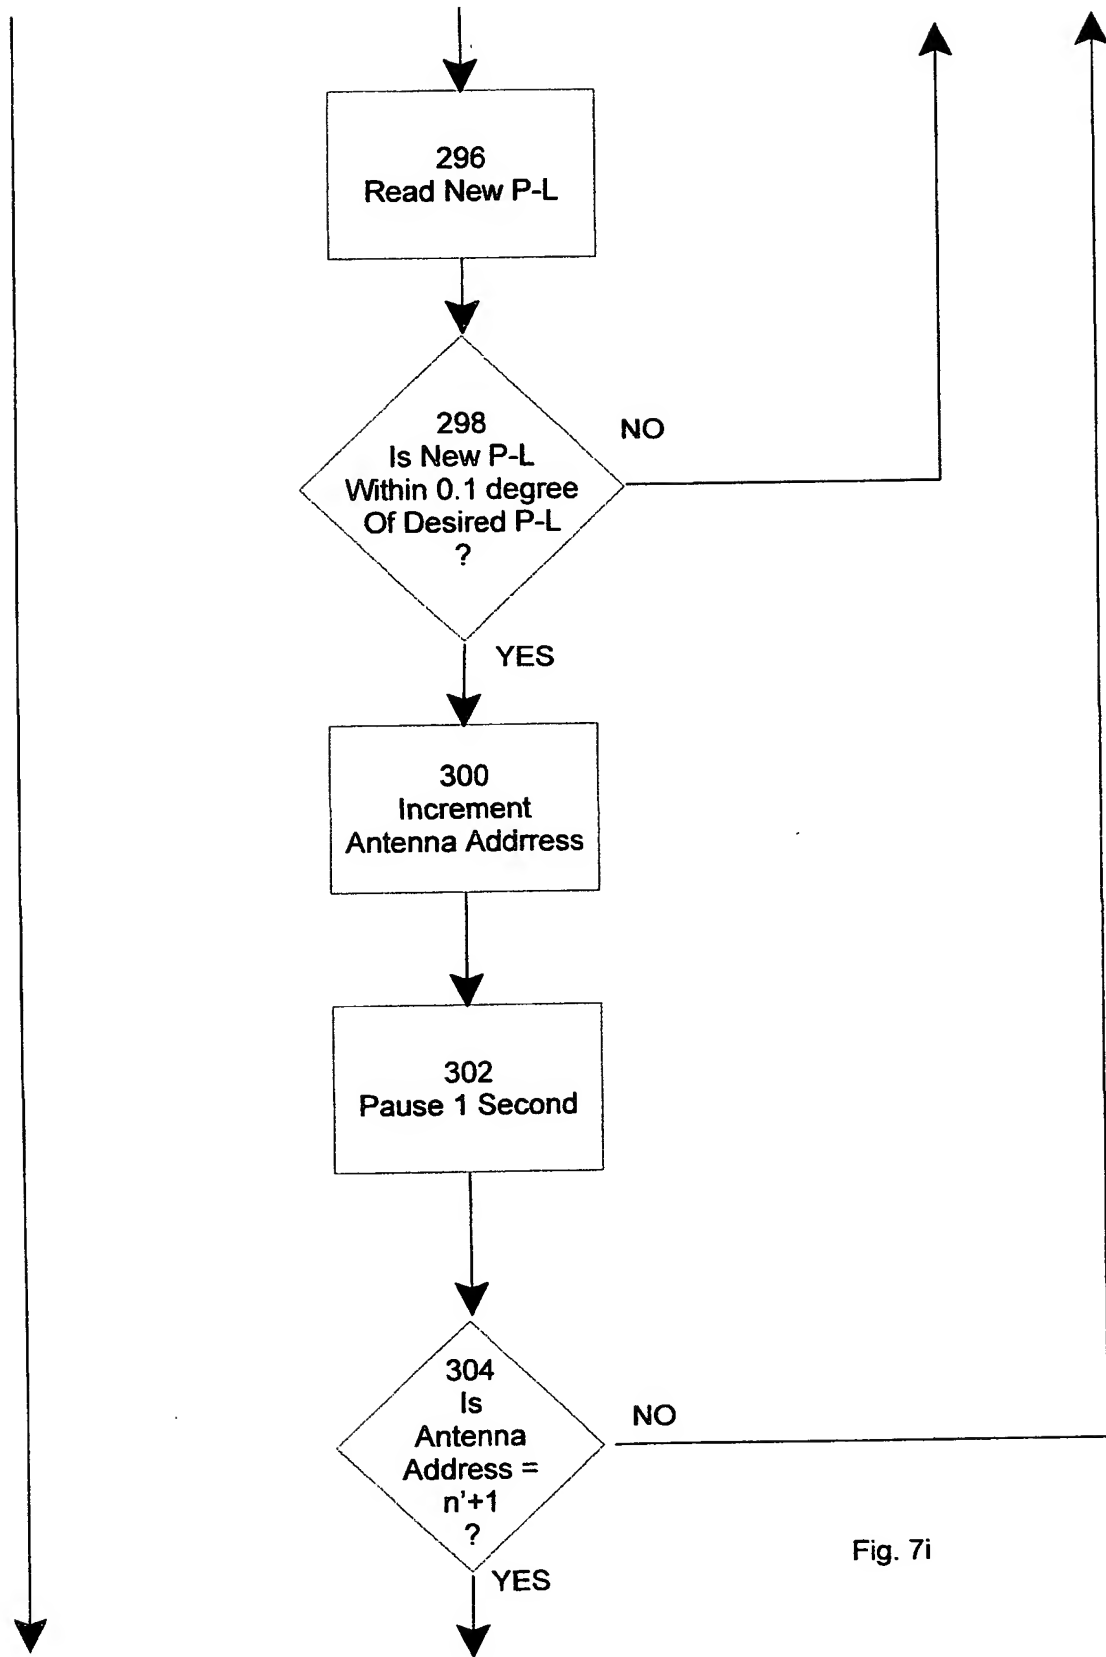 296
Read New P-L
298
Is New P-L
Within 0.1 degree
Of Desired P-L
?
NO
YES
300
Increment
Antenna Addrress
302
Pause 1 Second
304
Is
Antenna
Address =
n'+1
?
NO
YES
Fig. 7i